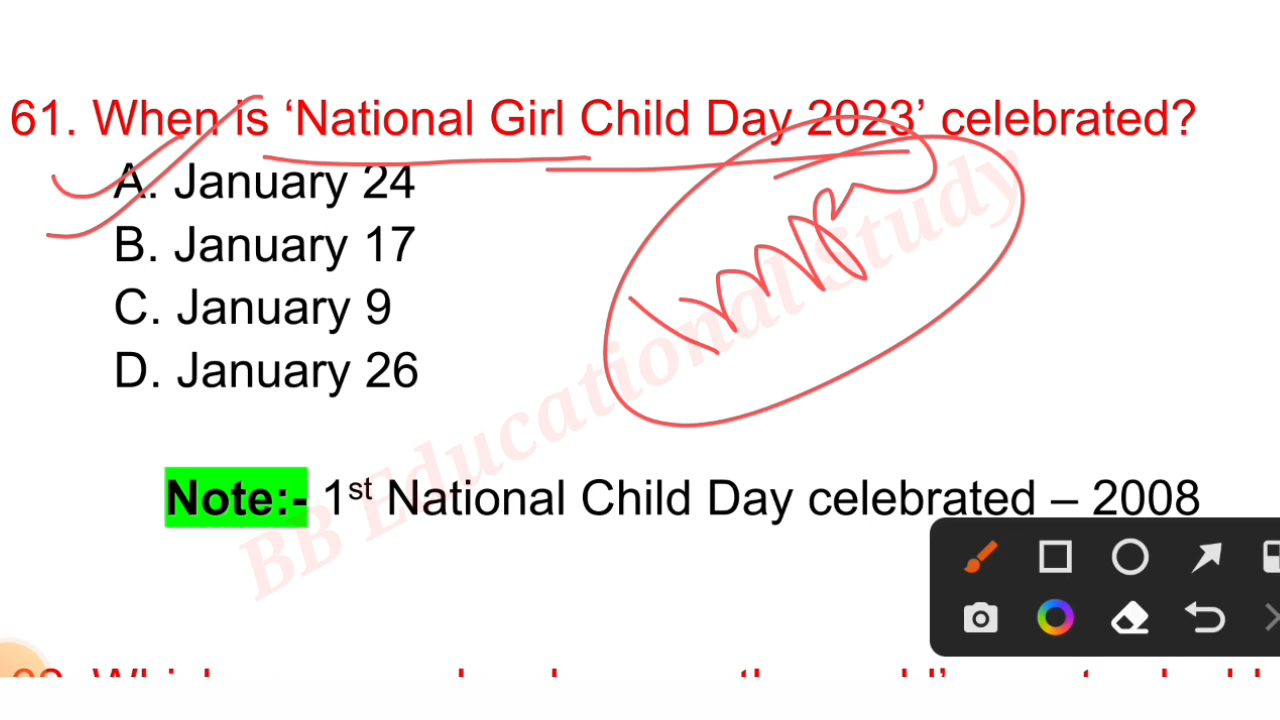 61. When is ‘National Girl Child Day 2023’ celebrated?
A. January 24
B. January 17
C. January 9
D. January 26
Note:- 1st National Child Day celebrated – 2008
BB Educational Study